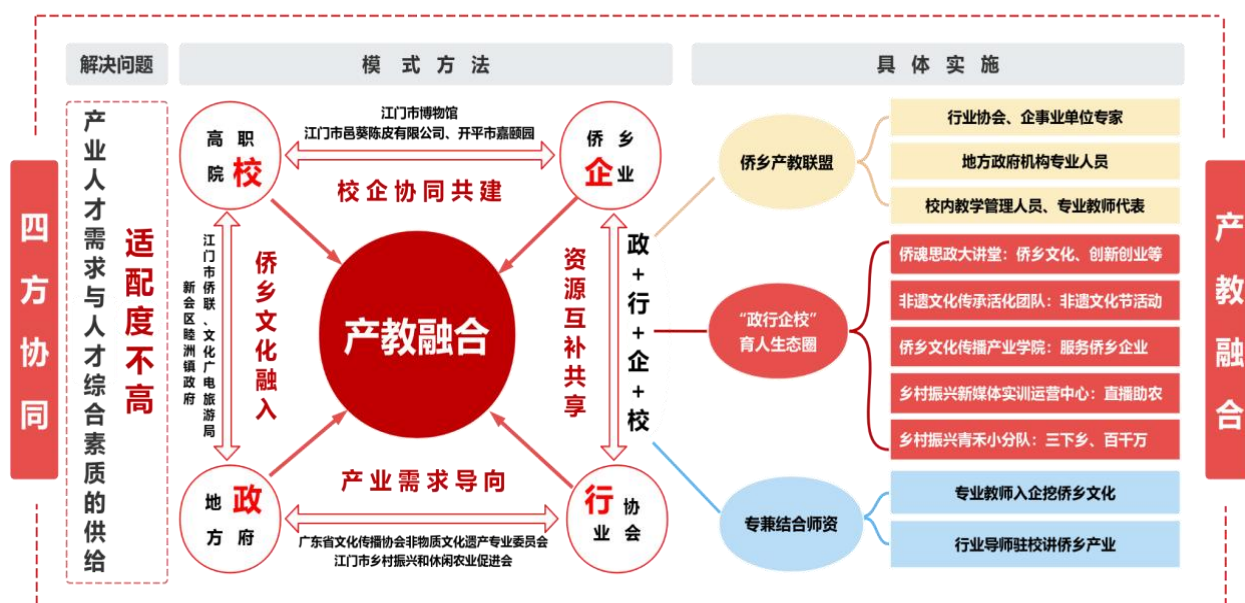 解决问题
模式方法
具体实施
四方协同
产业人才需求与人才综合素质的供给
适配度不高
高职院校
江门市博物馆
江门市邑葵陈皮有限公司、开平市嘉颐园
校企协同共建
侨乡企业
江门市侨联、文化广电旅游局
新会区睦洲镇政府
侨乡文化融入
产教融合
资源互补共享
政+行+企+校
地方政府
产业需求导向
广东省文化传播协会非物质文化遗产专业委员会
江门市乡村振兴和休闲农业促进会
行业协会
侨乡产教联盟
行业协会、企事业单位专家
地方政府机构专业人员
校内教学管理人员、专业教师代表
“政行企校”
育人生态圈
侨魂思政大讲堂：侨乡文化、创新创业等
非遗文化传承活化团队：非遗文化节活动
侨乡文化传播产业学院：服务侨乡企业
乡村振兴新媒体实训运营中心：直播助农
乡村振兴青禾小分队：三下乡、百千万
专兼结合师资
专业教师入企挖侨乡文化
行业导师驻校讲侨乡产业
产教融合